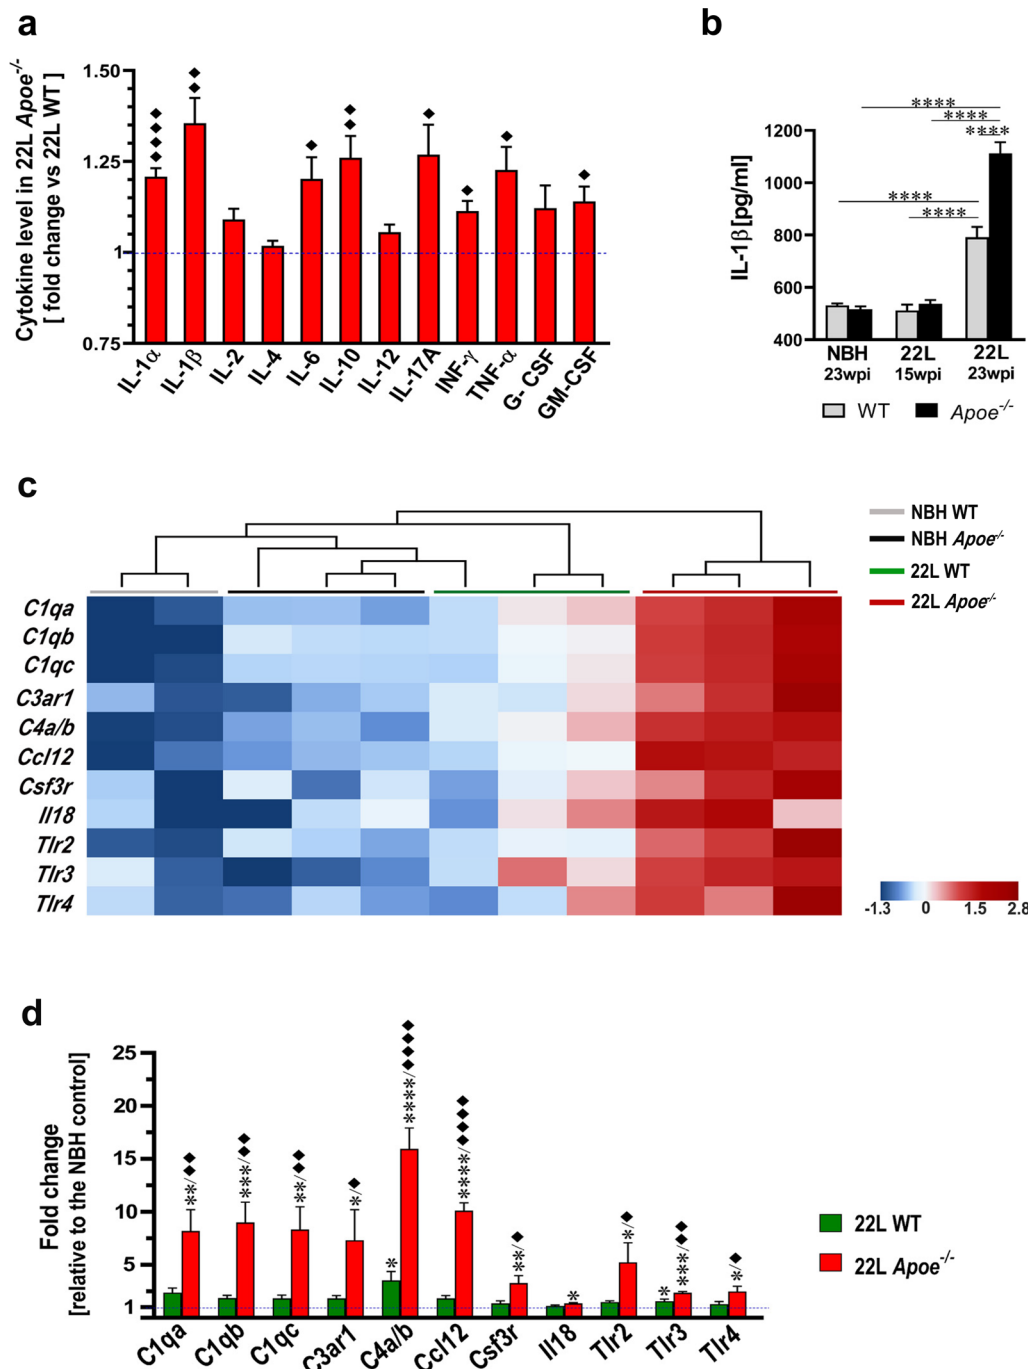 a
Cytokine level in 22L Apoe-/-
[ fold change vs 22L WT ]
1.50
1.25
1
0.75
♦♦♦♦
♦♦
♦
♦♦
♦
♦
♦
♦
IL-1α
IL-1β
IL-2
IL-4
IL-6
IL-10
IL-12
IL-17A
INF-γ
TNF-α
G- CSF
GM-CSF
b
IL-1β[pg/ml]
1200
1000
800
600
400
****
****
****
****
****
NBH
23wpi
22L
15wpi
22L
23wpi
WT
Apoe-/-
c
NBH WT
NBH Apoe-/-
22L WT
22L Apoe-/-
C1qa
C1qb
C1qc
C3ar1
C4a/b
Ccl12
Csf3r
Il18
Tlr2
Tlr3
Tlr4
-1.3 0 1.5 2.8
d
Fold change
[relative to the NBH control]
25
20
15
10
5
1
**/♦♦
***/♦♦
**/♦♦
*/♦
*
****/♦♦♦♦
****/♦♦♦♦
**/♦
*
*/♦
*
***/♦♦
*/♦
C1qa
C1qb
C1qc
C3ar1
C4a/b
Ccl12
Csf3r
Il18
Tlr2
Tlr3
Tlr4
22L WT
22L Apoe-/-